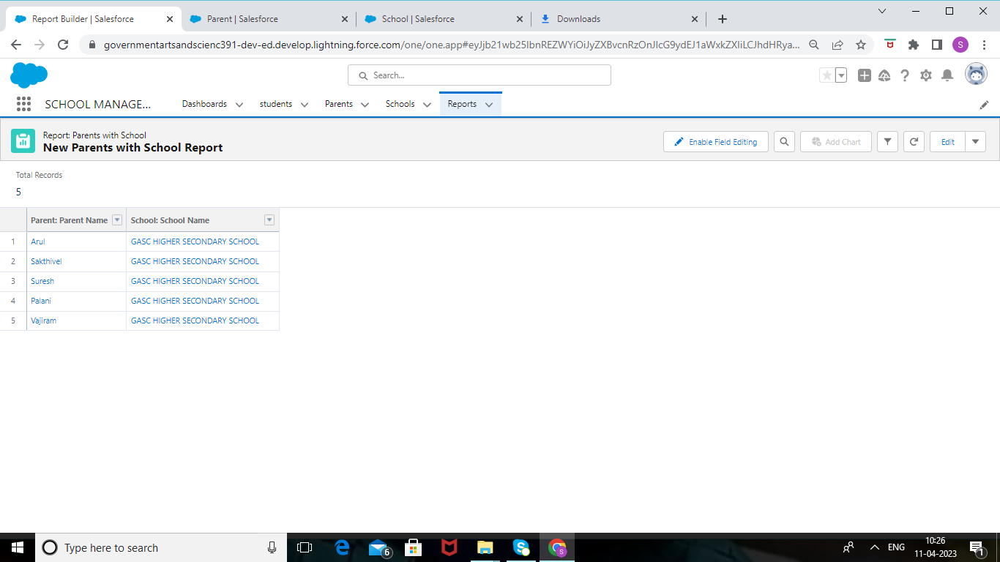 Report Builder | Salesforce
Parent | Salesforce
School | Salesforce
Downloads
governmentartsandscienc391-dev-ed.develop.lightning.force.com/one/one.app#eyJjb21wb25lbnREZWYiOiJyZXBvcnRzOnJlcG9ydEJ1aWxkZXIiLCJhdHRya...
S
Search...
SCHOOL MANAGE...
Dashboards
students
Parents
Schools
Reports
Report: Parents with School
New Parents with School Report
Enable Field Editing
Add Chart
Edit
Total Records
5
Parent: Parent Name School: School Name
1 Arul GASC HIGHER SECONDARY SCHOOL
2 Sakthivel GASC HIGHER SECONDARY SCHOOL
3 Suresh GASC HIGHER SECONDARY SCHOOL
4 Palani GASC HIGHER SECONDARY SCHOOL
5 Vajiram GASC HIGHER SECONDARY SCHOOL
Type here to search
6
S
ENG
10:26
11-04-2023
1